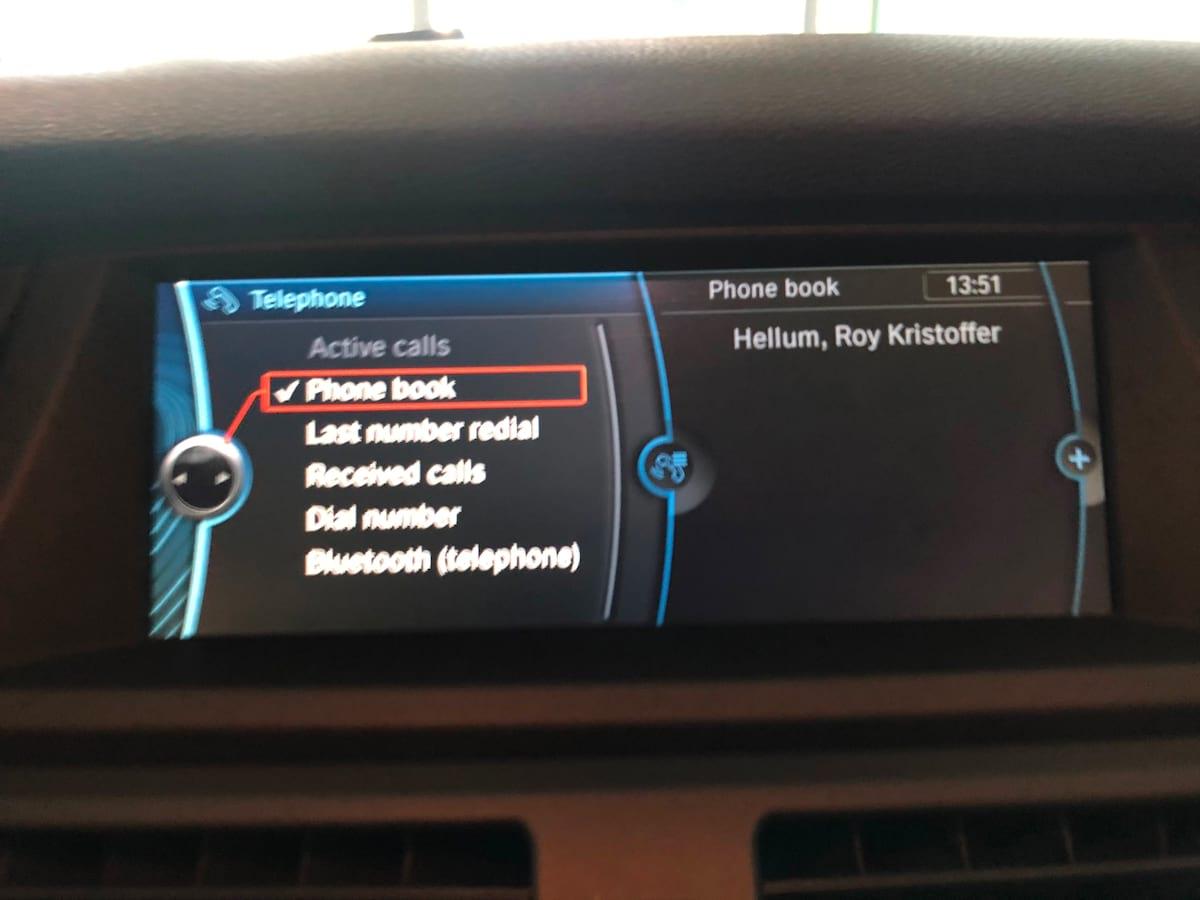 Telephone
Active calls
Phone book
Last number redial
Received calls
Dial number
Bluetooth (telephone)
Phone book
13:51
Hellum, Roy Kristoffer